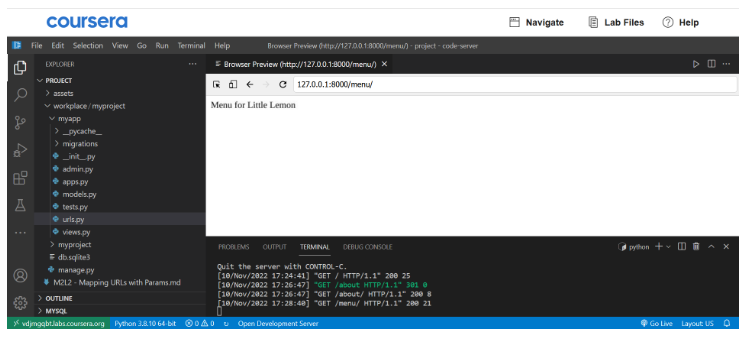 coursera
Navigate Lab Files Help
File Edit Selection View Go Run Terminal Help Browser Preview (http://127.0.0.1:8000/menu/) - project - code-server
EXPLORER ···
Browser Preview (http://127.0.0.1:8000/menu/) ×
PROJECT
127.0.0.1:8000/menu/
assets
workplace / myproject
Menu for Little Lemon
myapp
__pycache__
migrations
__init__.py
admin.py
apps.py
models.py
tests.py
urls.py
views.py
myproject
db.sqlite3
manage.py
M2L2 - Mapping URLs with Params.md
OUTLINE
MYSQL
PROBLEMS OUTPUT TERMINAL DEBUG CONSOLE python
Quit the server with CONTROL-C.
[10/Nov/2022 17:24:41] "GET / HTTP/1.1" 200 25
[10/Nov/2022 17:26:47] "GET /about HTTP/1.1" 301 0
[10/Nov/2022 17:26:47] "GET /about/ HTTP/1.1" 200 8
[10/Nov/2022 17:28:40] "GET /menu/ HTTP/1.1" 200 21
vdjmgqbt.labs.coursera.org Python 3.8.10 64-bit 0 0 Open Development Server Go Live Layout: US